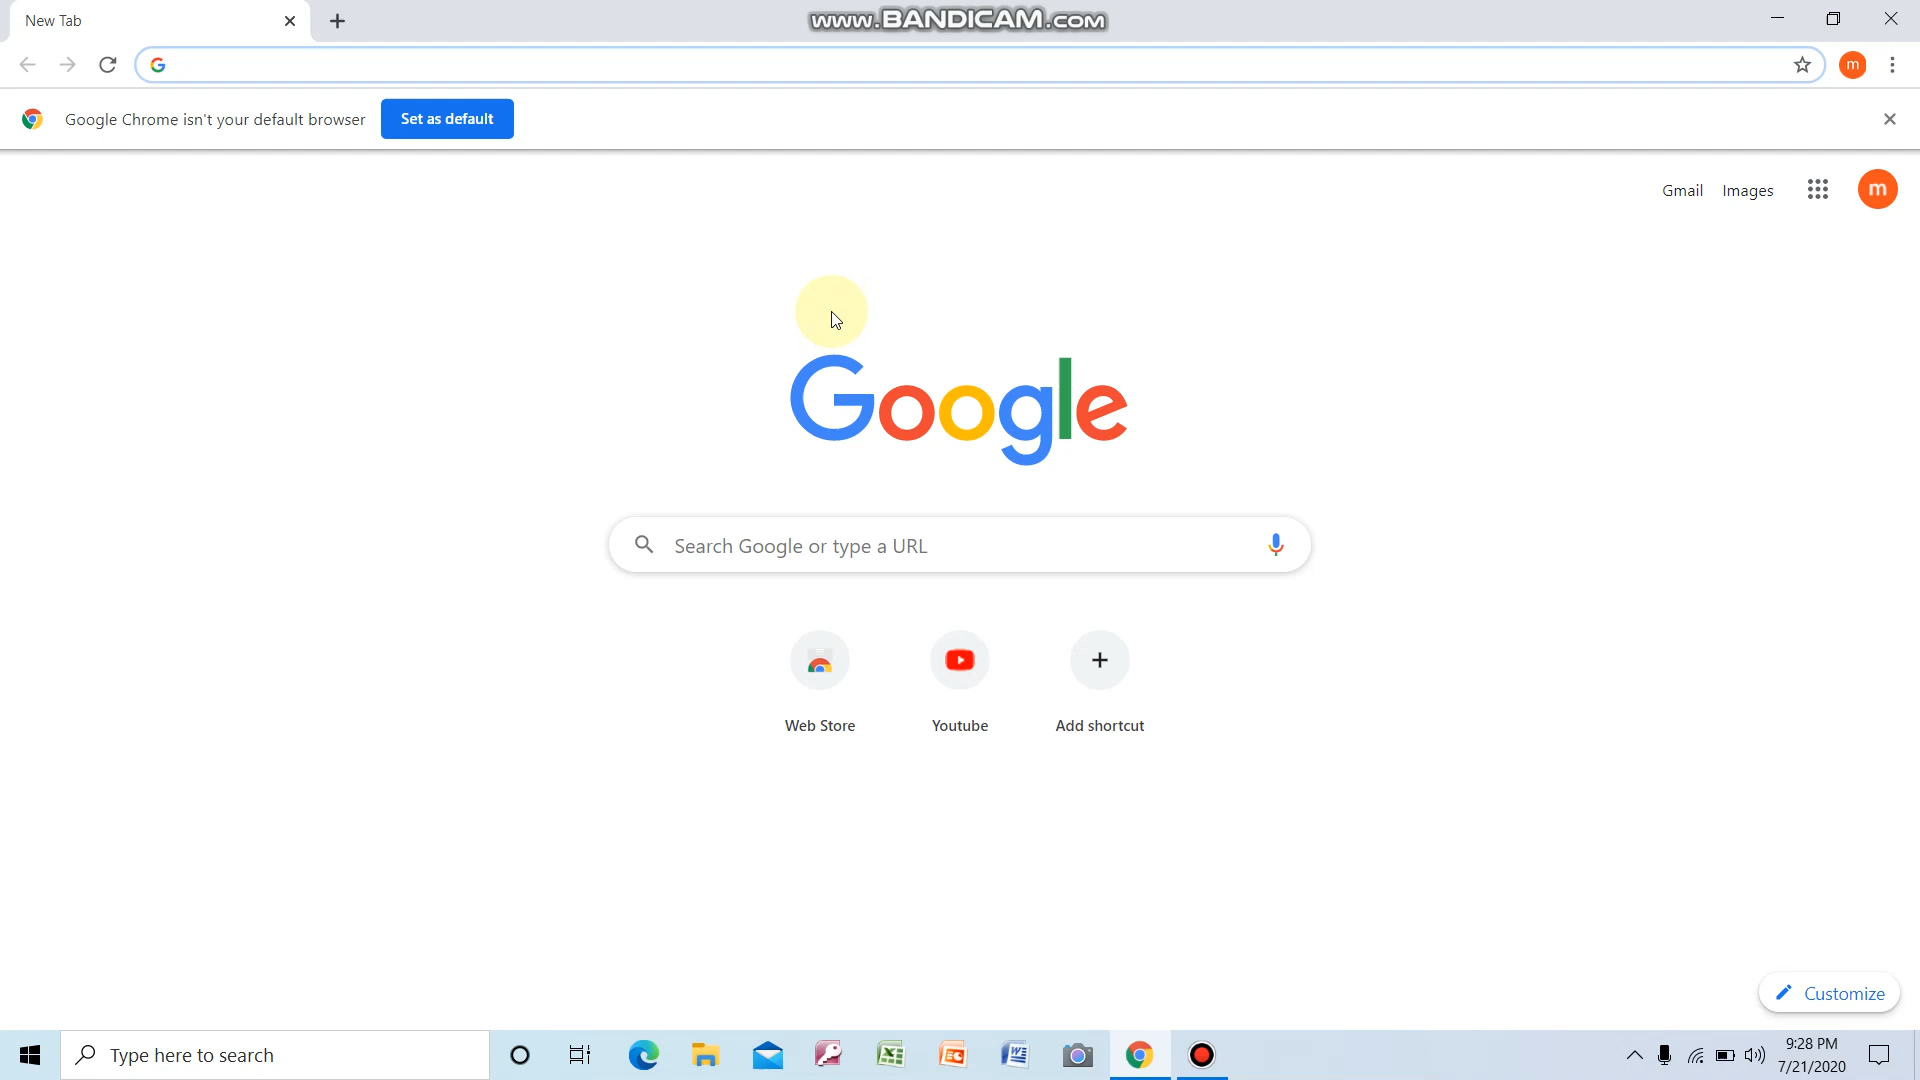 New Tab
www.BANDICAM.com
m
Google Chrome isn't your default browser
Set as default
Gmail
Images
m
Google
Search Google or type a URL
Web Store
Youtube
Add shortcut
Customize
Type here to search
9:28 PM
7/21/2020